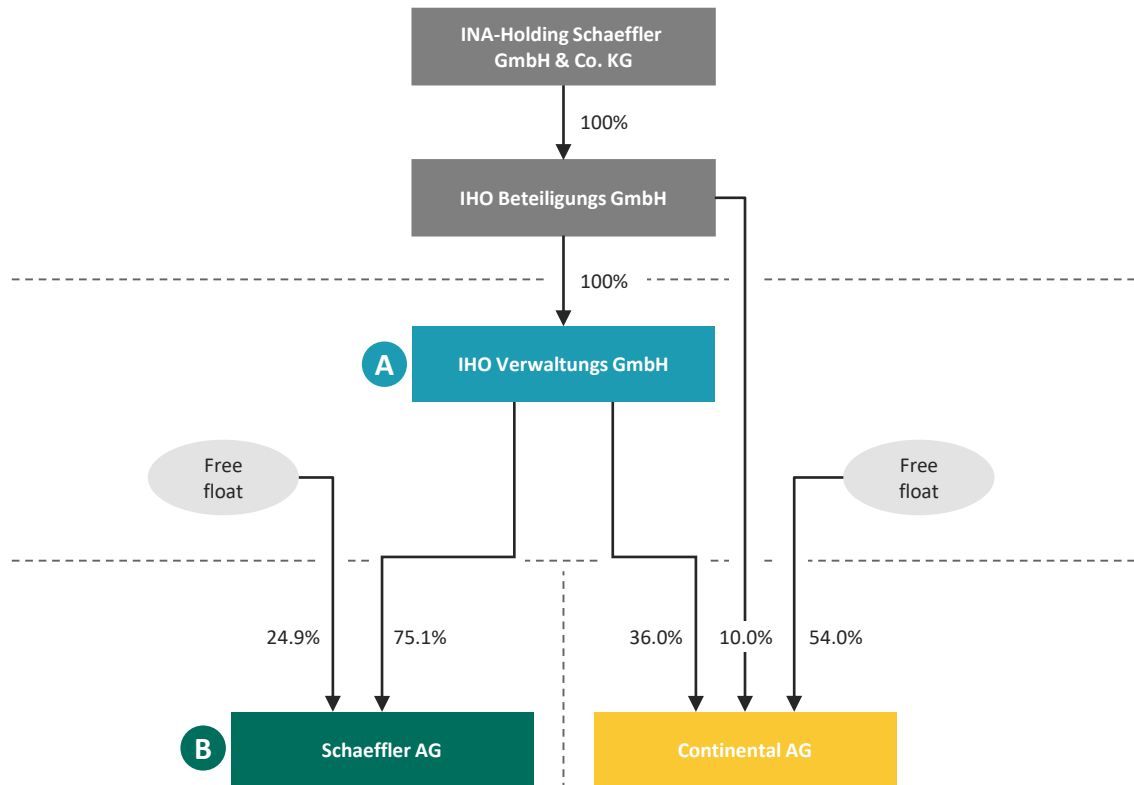 INA-Holding Schaeffler
GmbH & Co. KG
100%
IHO Beteiligungs GmbH
100%
A
IHO Verwaltungs GmbH
Free
float
Free
float
24.9%
75.1%
36.0%
10.0%
54.0%
B
Schaeffler AG
Continental AG